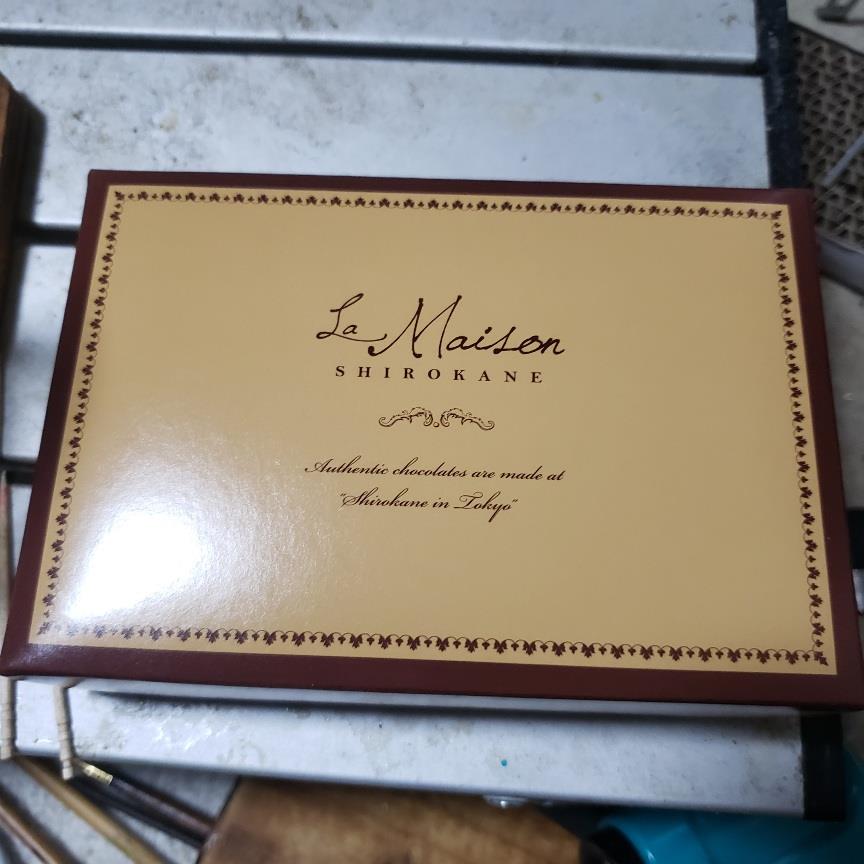 La Maison
SHIROKANE
Authentic chocolates are made at
"Shirokane in Tokyo"